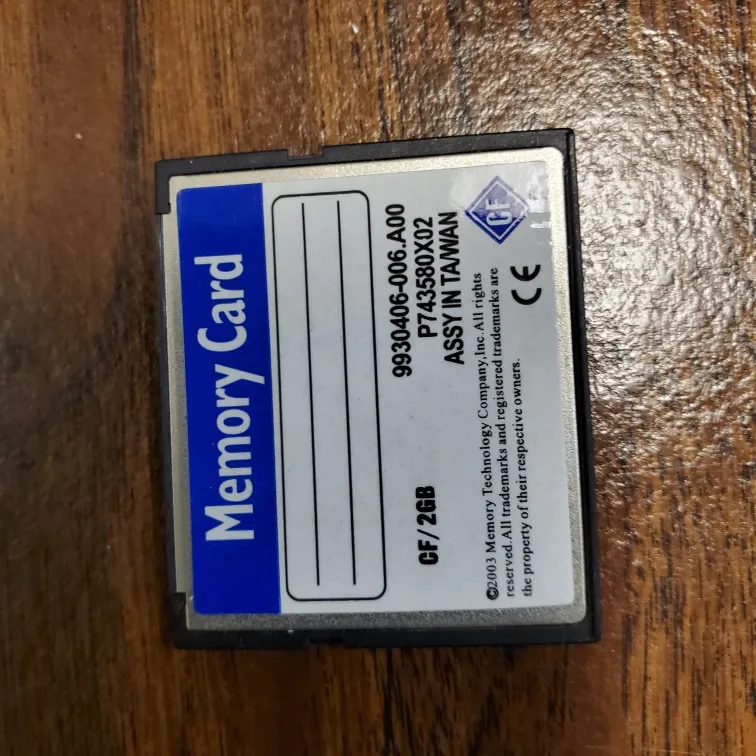 Memory Card
9930406-006.A00
P743580X02
ASSY IN TAIWAN
CF/2GB
CF
©2003 Memory Technology Company,Inc.All rights
reserved.All trademarks and registered trademarks are
the property of their respective owners.
CE